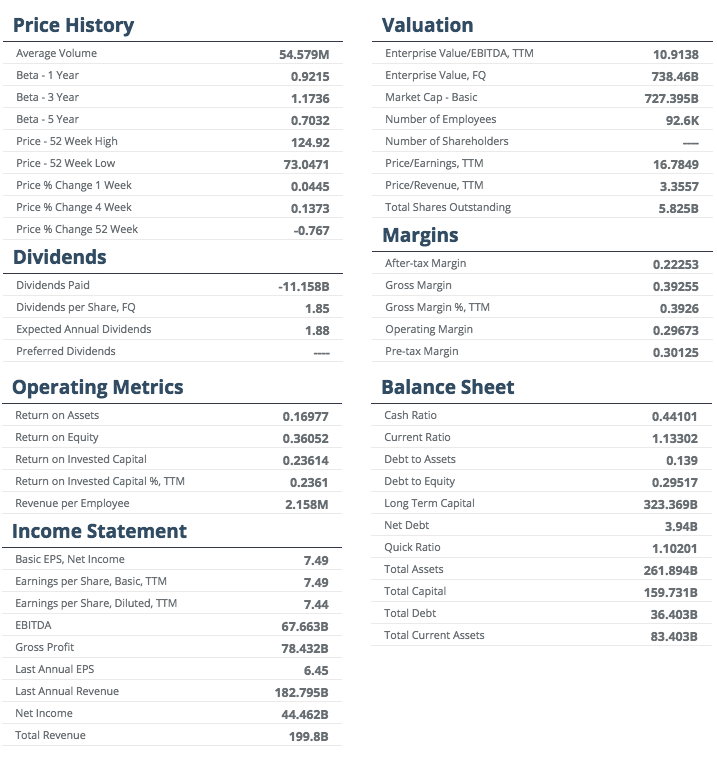 Price History
Average Volume 54.579M
Beta - 1 Year 0.9215
Beta - 3 Year 1.1736
Beta - 5 Year 0.7032
Price - 52 Week High 124.92
Price - 52 Week Low 73.0471
Price % Change 1 Week 0.0445
Price % Change 4 Week 0.1373
Price % Change 52 Week -0.767
Dividends
Dividends Paid -11.158B
Dividends per Share, FQ 1.85
Expected Annual Dividends 1.88
Preferred Dividends ----
Operating Metrics
Return on Assets 0.16977
Return on Equity 0.36052
Return on Invested Capital 0.23614
Return on Invested Capital %, TTM 0.2361
Revenue per Employee 2.158M
Income Statement
Basic EPS, Net Income 7.49
Earnings per Share, Basic, TTM 7.49
Earnings per Share, Diluted, TTM 7.44
EBITDA 67.663B
Gross Profit 78.432B
Last Annual EPS 6.45
Last Annual Revenue 182.795B
Net Income 44.462B
Total Revenue 199.8B
Valuation
Enterprise Value/EBITDA, TTM 10.9138
Enterprise Value, FQ 738.46B
Market Cap - Basic 727.395B
Number of Employees 92.6K
Number of Shareholders ----
Price/Earnings, TTM 16.7849
Price/Revenue, TTM 3.3557
Total Shares Outstanding 5.825B
Margins
After-tax Margin 0.22253
Gross Margin 0.39255
Gross Margin %, TTM 0.3926
Operating Margin 0.29673
Pre-tax Margin 0.30125
Balance Sheet
Cash Ratio 0.44101
Current Ratio 1.13302
Debt to Assets 0.139
Debt to Equity 0.29517
Long Term Capital 323.369B
Net Debt 3.94B
Quick Ratio 1.10201
Total Assets 261.894B
Total Capital 159.731B
Total Debt 36.403B
Total Current Assets 83.403B